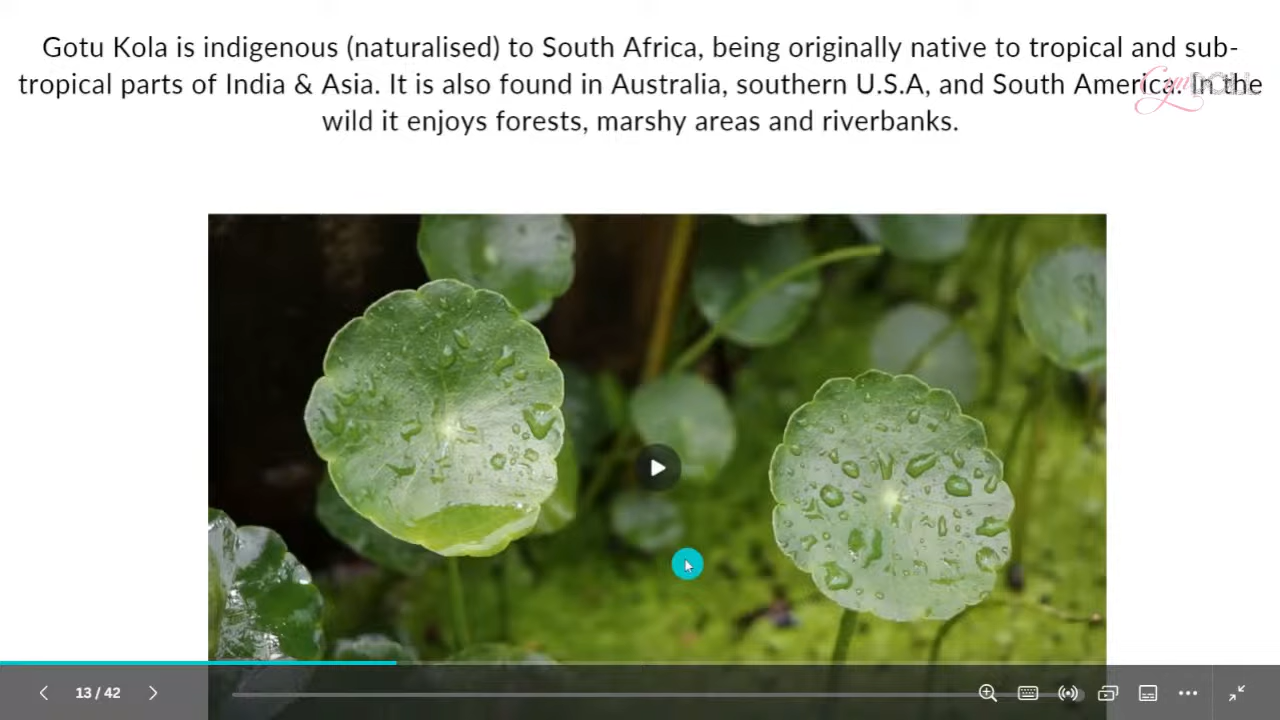 Gotu Kola is indigenous (naturalised) to South Africa, being originally native to tropical and sub-
tropical parts of India & Asia. It is also found in Australia, southern U.S.A, and South America. In the
wild it enjoys forests, marshy areas and riverbanks.
13 / 42